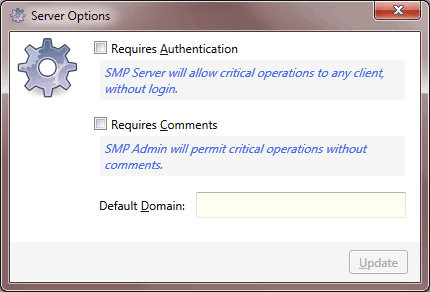 Server Options
Requires Authentication
SMP Server will allow critical operations to any client,
without login.
Requires Comments
SMP Admin will permit critical operations without
comments.
Default Domain:
Update